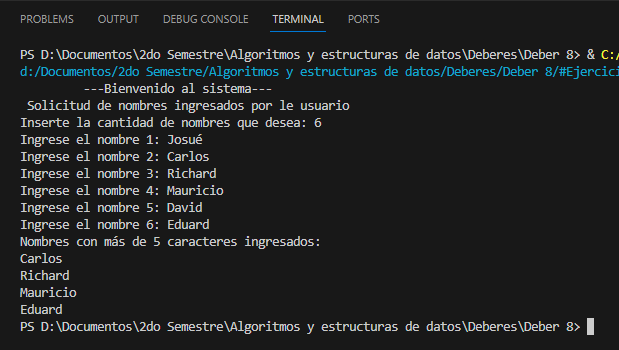 PROBLEMS OUTPUT DEBUG CONSOLE TERMINAL PORTS
PS D:\Documentos\2do Semestre\Algoritmos y estructuras de datos\Deberes\Deber 8> & C:/
d:/Documentos/2do Semestre/Algoritmos y estructuras de datos/Deberes/Deber 8/#Ejercici
---Bienvenido al sistema---
Solicitud de nombres ingresados por le usuario
Inserte la cantidad de nombres que desea: 6
Ingrese el nombre 1: Josué
Ingrese el nombre 2: Carlos
Ingrese el nombre 3: Richard
Ingrese el nombre 4: Mauricio
Ingrese el nombre 5: David
Ingrese el nombre 6: Eduard
Nombres con más de 5 caracteres ingresados:
Carlos
Richard
Mauricio
Eduard
PS D:\Documentos\2do Semestre\Algoritmos y estructuras de datos\Deberes\Deber 8>